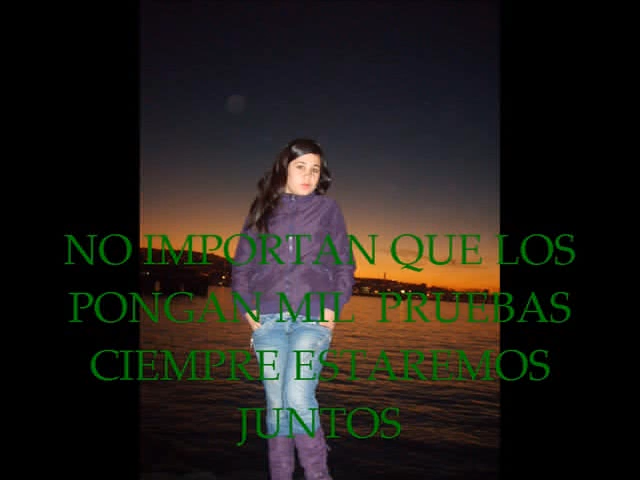 NO IMPORTAN QUE LOS
PONGAN MIL PRUEBAS
CIEMPRE ESTAREMOS
JUNTOS